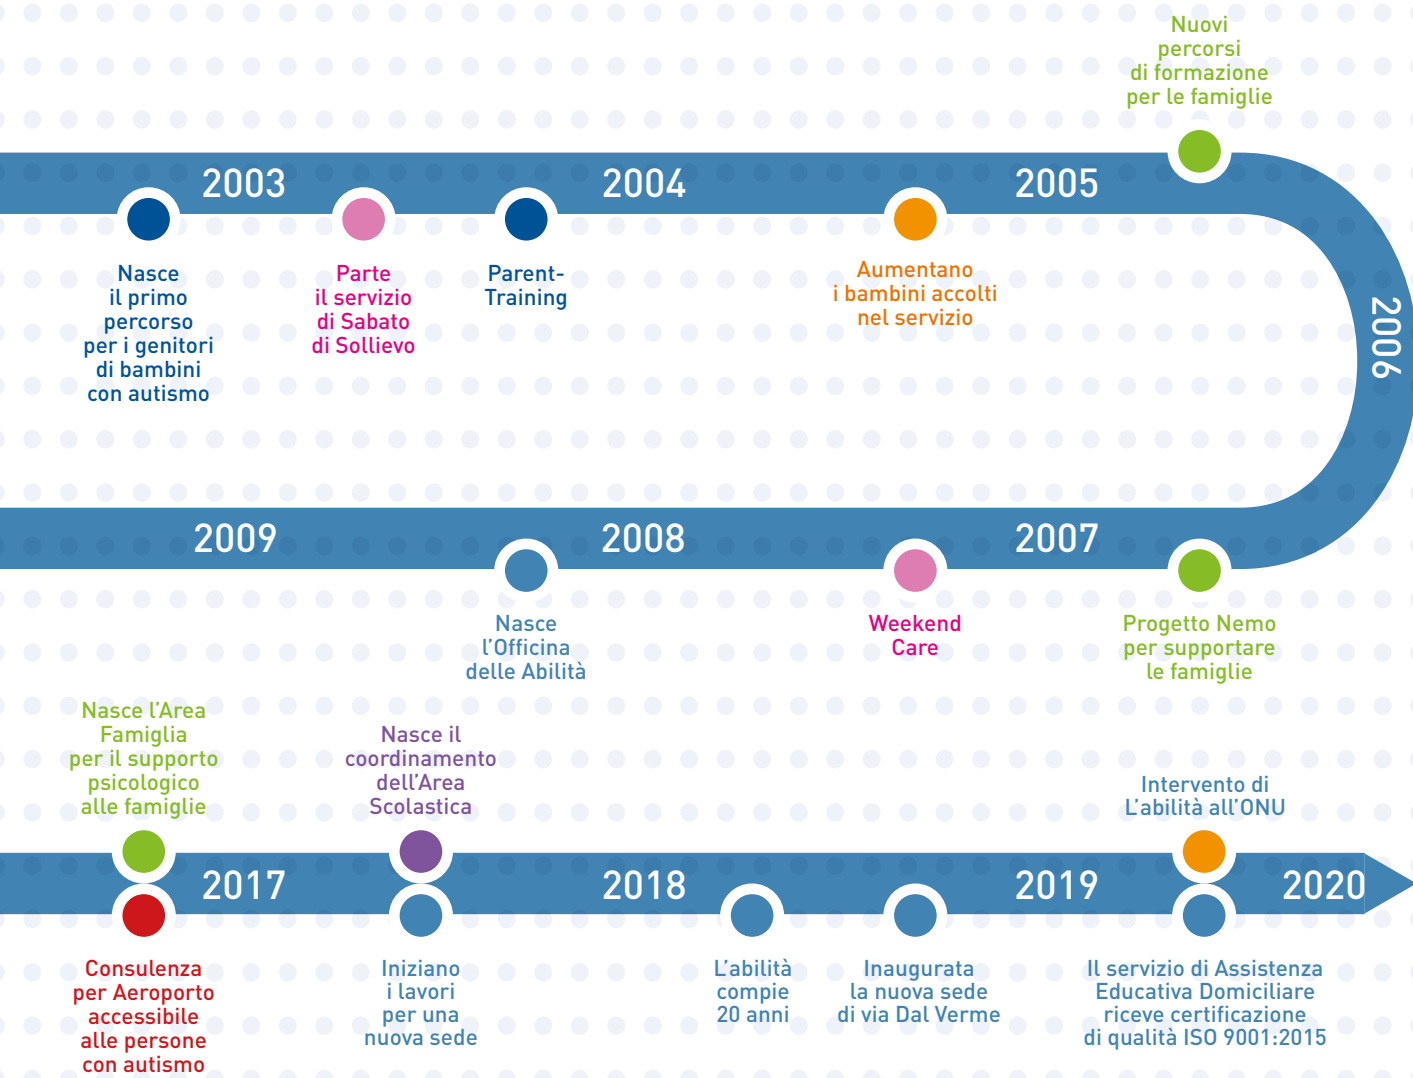 Nuovi
percorsi
di formazione
per le famiglie
2003
2004
2005
Nasce
il primo
percorso
per i genitori
di bambini
con autismo
Parte
il servizio
di Sabato
di Sollievo
Parent-
Training
Aumentano
i bambini accolti
nel servizio
2006
2009
2008
2007
Nasce
l'Officina
delle Abilità
Weekend
Care
Progetto Nemo
per supportare
le famiglie
Nasce l'Area
Famiglia
per il supporto
psicologico
alle famiglie
Nasce il
coordinamento
dell'Area
Scolastica
Intervento di
L'abilità all'ONU
2017
2018
2019
2020
Consulenza
per Aeroporto
accessibile
alle persone
con autismo
Iniziano
i lavori
per una
nuova sede
L'abilità
compie
20 anni
Inaugurata
la nuova sede
di via Dal Verme
Il servizio di Assistenza
Educativa Domiciliare
riceve certificazione
di qualità ISO 9001:2015